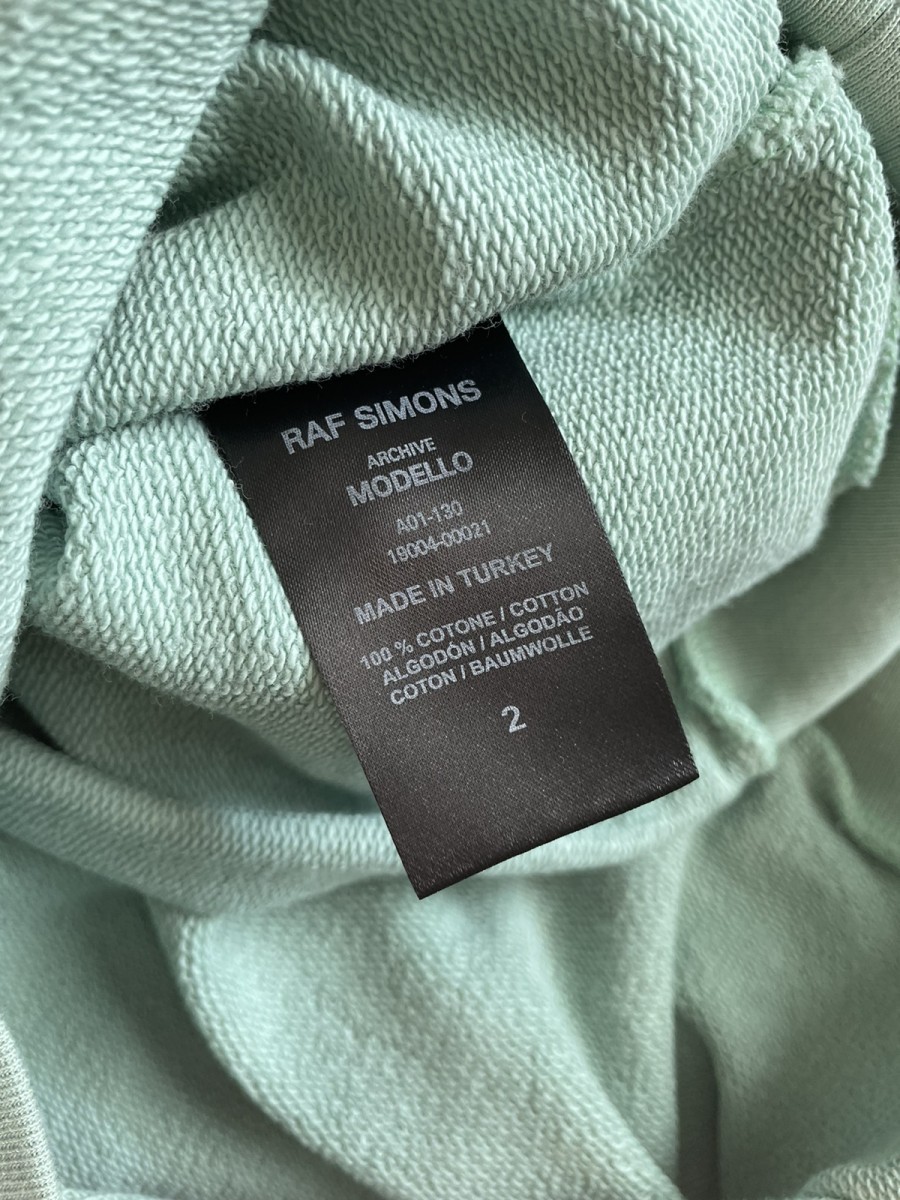 RAF SIMONS
ARCHIVE
MODELLO
A01-130
19004-00021
MADE IN TURKEY
100 % COTONE / COTTON
ALGODÓN / ALGODÃO
COTON / BAUMWOLLE
2